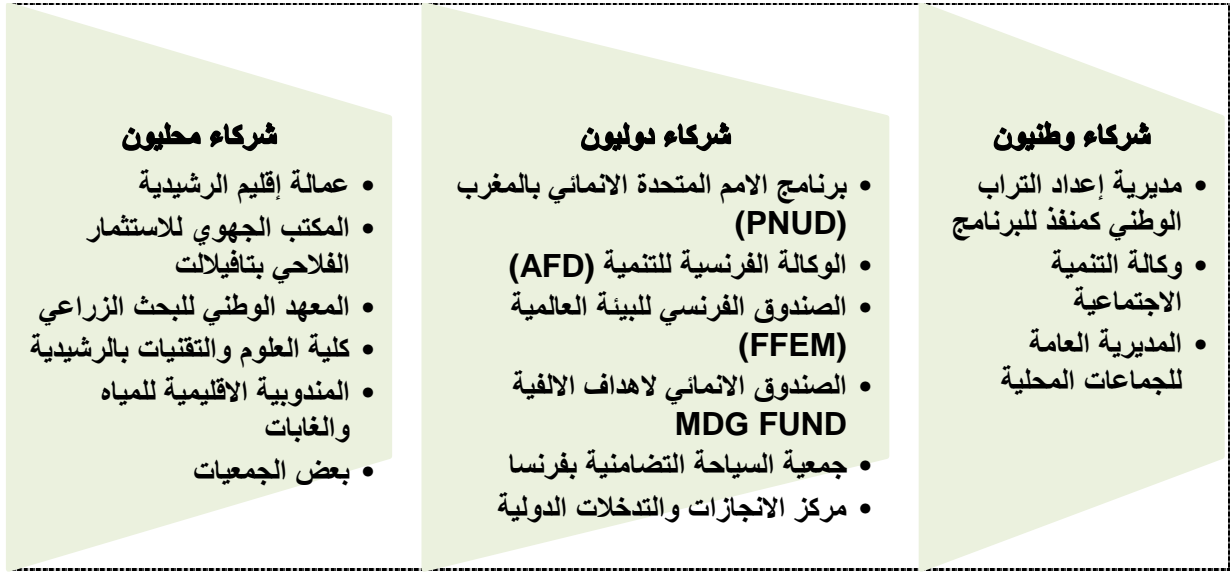 شركاء وطنيون
• مديرية إعداد التراب
الوطني كمنفذ للبرنامج
• وكالة التنمية
الاجتماعية
• المديرية العامة
للجماعات المحلية
شركاء دوليون
• برنامج الامم المتحدة الانمائي بالمغرب
(PNUD)
• الوكالة الفرنسية للتنمية (AFD)
• الصندوق الفرنسي للبيئة العالمية
(FFEM)
• الصندوق الانمائي لاهداف الالفية
MDG FUND
• جمعية السياحة التضامنية بفرنسا
• مركز الانجازات والتدخلات الدولية
شركاء محليون
• عمالة إقليم الرشيدية
• المكتب الجهوي للاستثمار
الفلاحي بتافيلالت
• المعهد الوطني للبحث الزراعي
• كلية العلوم والتقنيات بالرشيدية
• المندوبية الاقليمية للمياه
والغابات
• بعض الجمعيات